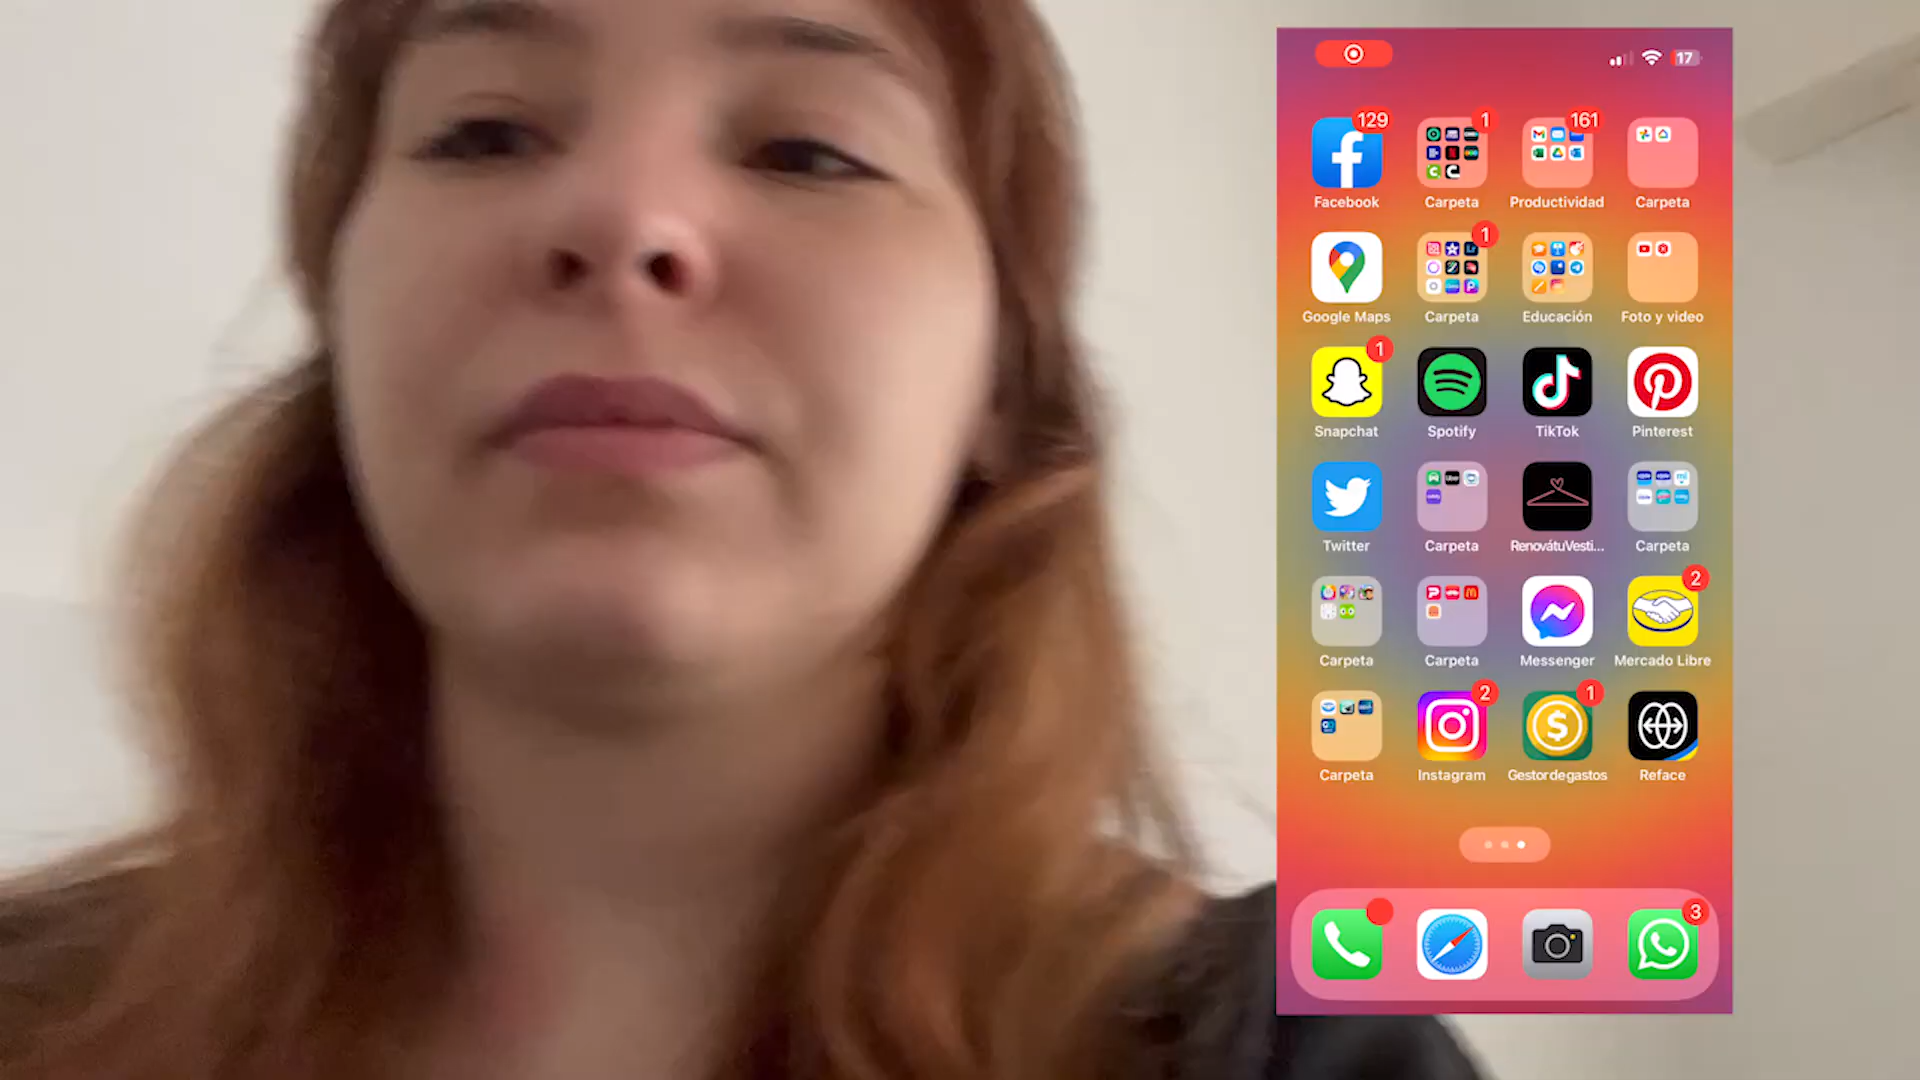 17
129 1 161
Facebook Carpeta Productividad Carpeta
1
Google Maps Carpeta Educación Foto y video
1
Snapchat Spotify TikTok Pinterest
Twitter Carpeta RenovátuVesti... Carpeta
2
Carpeta Carpeta Messenger Mercado Libre
2 1
Carpeta Instagram Gestordegastos Reface
3